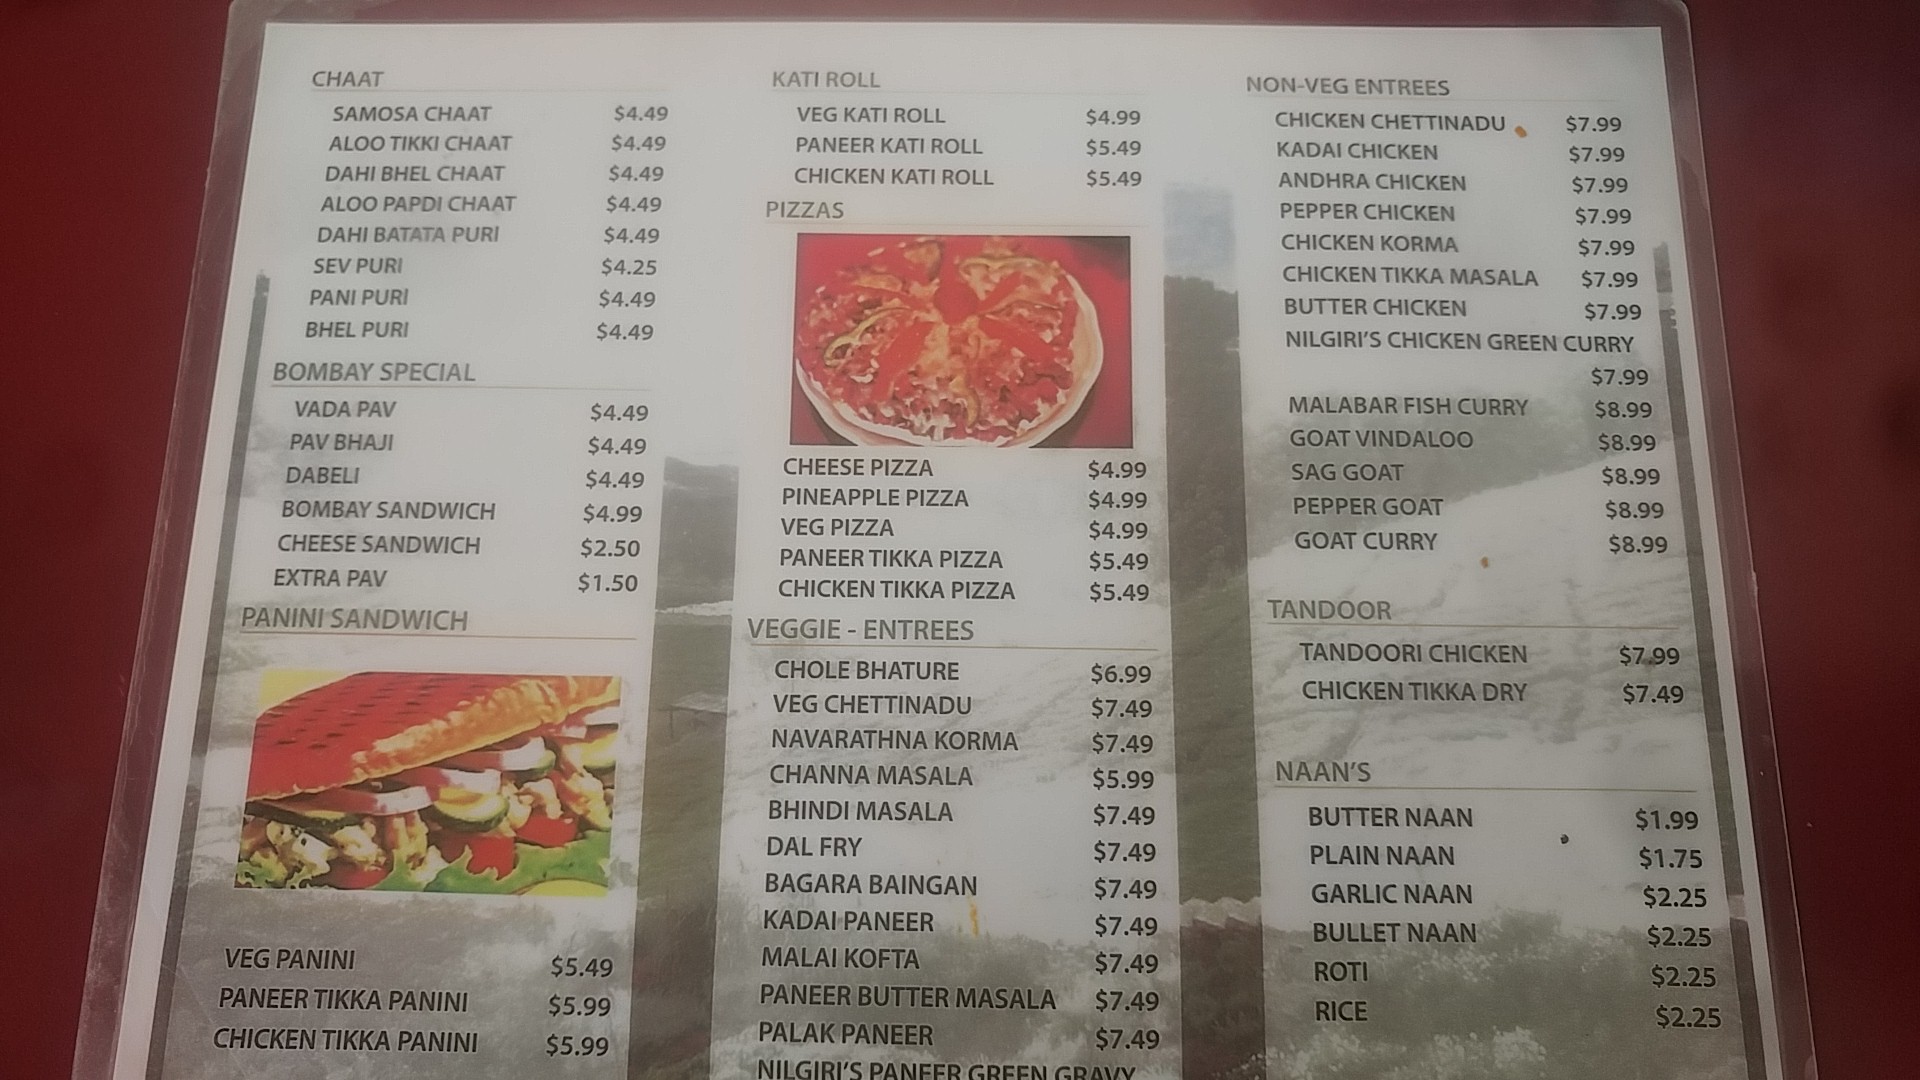 CHAAT
SAMOSA CHAAT $4.49
ALOO TIKKI CHAAT $4.49
DAHI BHEL CHAAT $4.49
ALOO PAPDI CHAAT $4.49
DAHI BATATA PURI $4.49
SEV PURI $4.25
PANI PURI $4.49
BHEL PURI $4.49
BOMBAY SPECIAL
VADA PAV $4.49
PAV BHAJI $4.49
DABELI $4.49
BOMBAY SANDWICH $4.99
CHEESE SANDWICH $2.50
EXTRA PAV $1.50
PANINI SANDWICH
VEG PANINI $5.49
PANEER TIKKA PANINI $5.99
CHICKEN TIKKA PANINI $5.99
KATI ROLL
VEG KATI ROLL $4.99
PANEER KATI ROLL $5.49
CHICKEN KATI ROLL $5.49
PIZZAS
CHEESE PIZZA $4.99
PINEAPPLE PIZZA $4.99
VEG PIZZA $4.99
PANEER TIKKA PIZZA $5.49
CHICKEN TIKKA PIZZA $5.49
VEGGIE - ENTREES
CHOLE BHATURE $6.99
VEG CHETTINADU $7.49
NAVARATHNA KORMA $7.49
CHANNA MASALA $5.99
BHINDI MASALA $7.49
DAL FRY $7.49
BAGARA BAINGAN $7.49
KADAI PANEER $7.49
MALAI KOFTA $7.49
PANEER BUTTER MASALA $7.49
PALAK PANEER $7.49
NILGIRI'S PANEER GREEN GRAVY
NON-VEG ENTREES
CHICKEN CHETTINADU $7.99
KADAI CHICKEN $7.99
ANDHRA CHICKEN $7.99
PEPPER CHICKEN $7.99
CHICKEN KORMA $7.99
CHICKEN TIKKA MASALA $7.99
BUTTER CHICKEN $7.99
NILGIRI'S CHICKEN GREEN CURRY
$7.99
MALABAR FISH CURRY $8.99
GOAT VINDALOO $8.99
SAG GOAT $8.99
PEPPER GOAT $8.99
GOAT CURRY $8.99
TANDOOR
TANDOORI CHICKEN $7.99
CHICKEN TIKKA DRY $7.49
NAAN'S
BUTTER NAAN $1.99
PLAIN NAAN $1.75
GARLIC NAAN $2.25
BULLET NAAN $2.25
ROTI $2.25
RICE $2.25